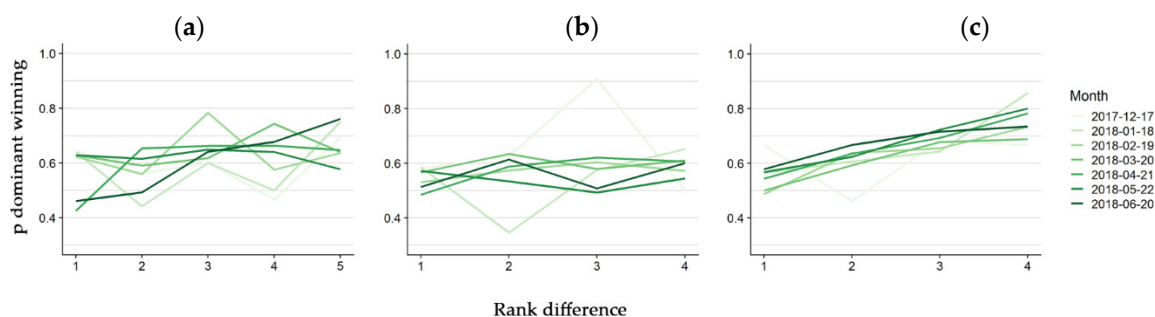 (a)
(b)
(c)
p dominant winning
1.0
0.8
0.6
0.4
1 2 3 4 5
1.0
0.8
0.6
0.4
1 2 3 4
1.0
0.8
0.6
0.4
1 2 3 4
Rank difference
Month
2017-12-17
2018-01-18
2018-02-19
2018-03-20
2018-04-21
2018-05-22
2018-06-20